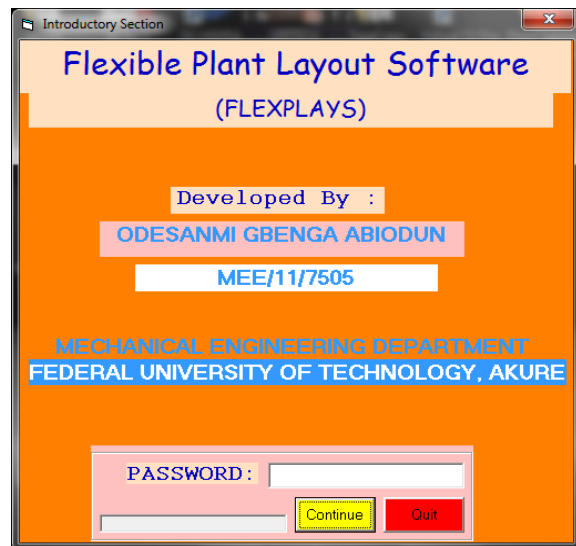 Introductory Section
Flexible Plant Layout Software
(FLEXPLAYS)
Developed By :
ODESANMI GBENGA ABIODUN
MEE/11/7505
MECHANICAL ENGINEERING DEPARTMENT
FEDERAL UNIVERSITY OF TECHNOLOGY, AKURE
PASSWORD:
Continue
Quit